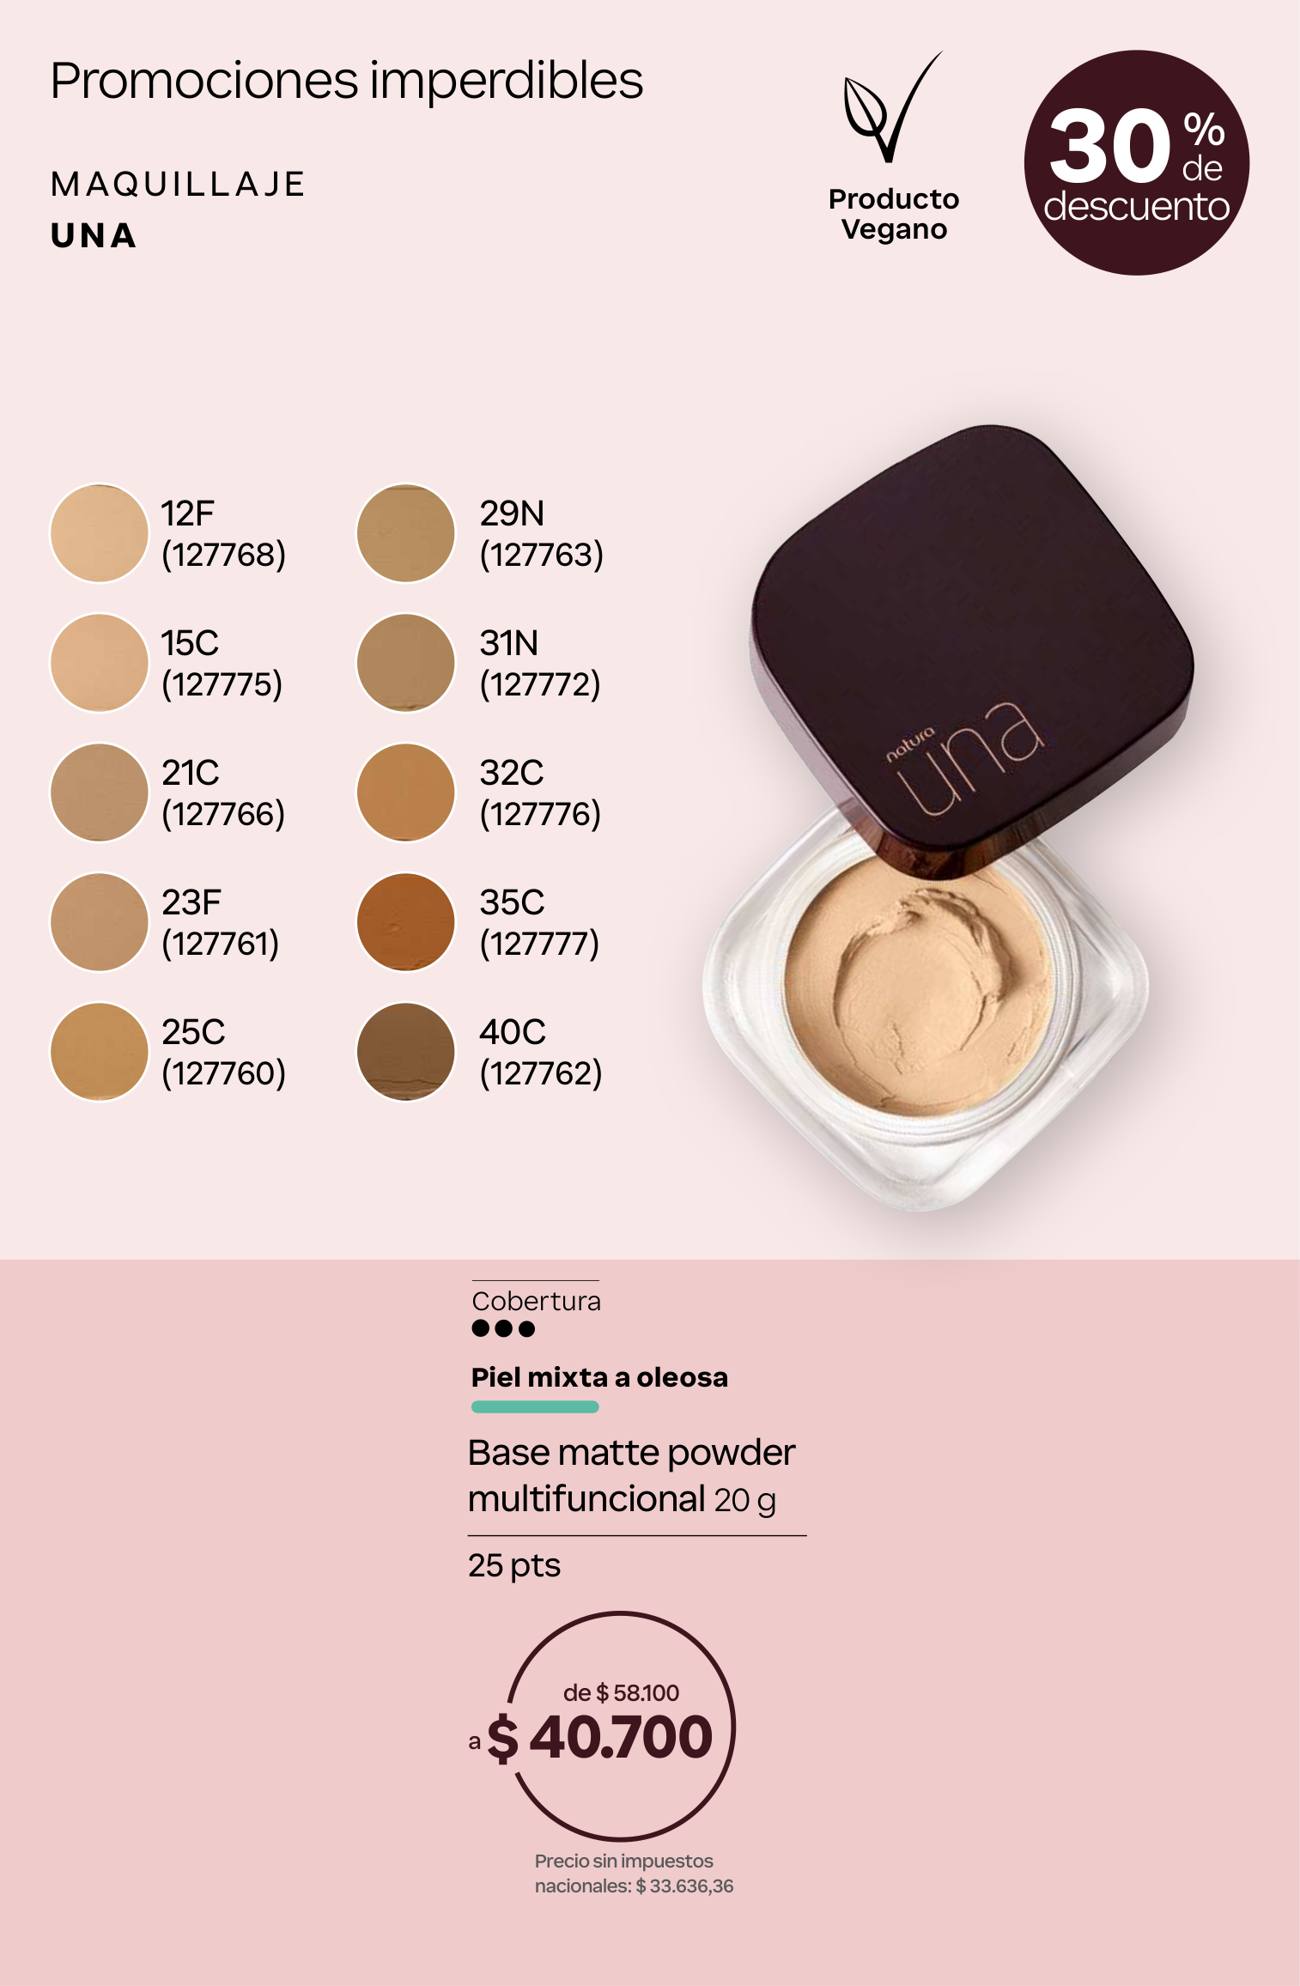 Promociones imperdibles
MAQUILLAJE
UNA
Producto
Vegano
30%
de
descuento
12F
(127768)
15C
(127775)
21C
(127766)
23F
(127761)
25C
(127760)
29N
(127763)
31N
(127772)
32C
(127776)
35C
(127777)
40C
(127762)
natura
una
Cobertura
Piel mixta a oleosa
Base matte powder
multifuncional 20 g
25 pts
de $ 58.100
a $ 40.700
Precio sin impuestos
nacionales: $ 33.636,36